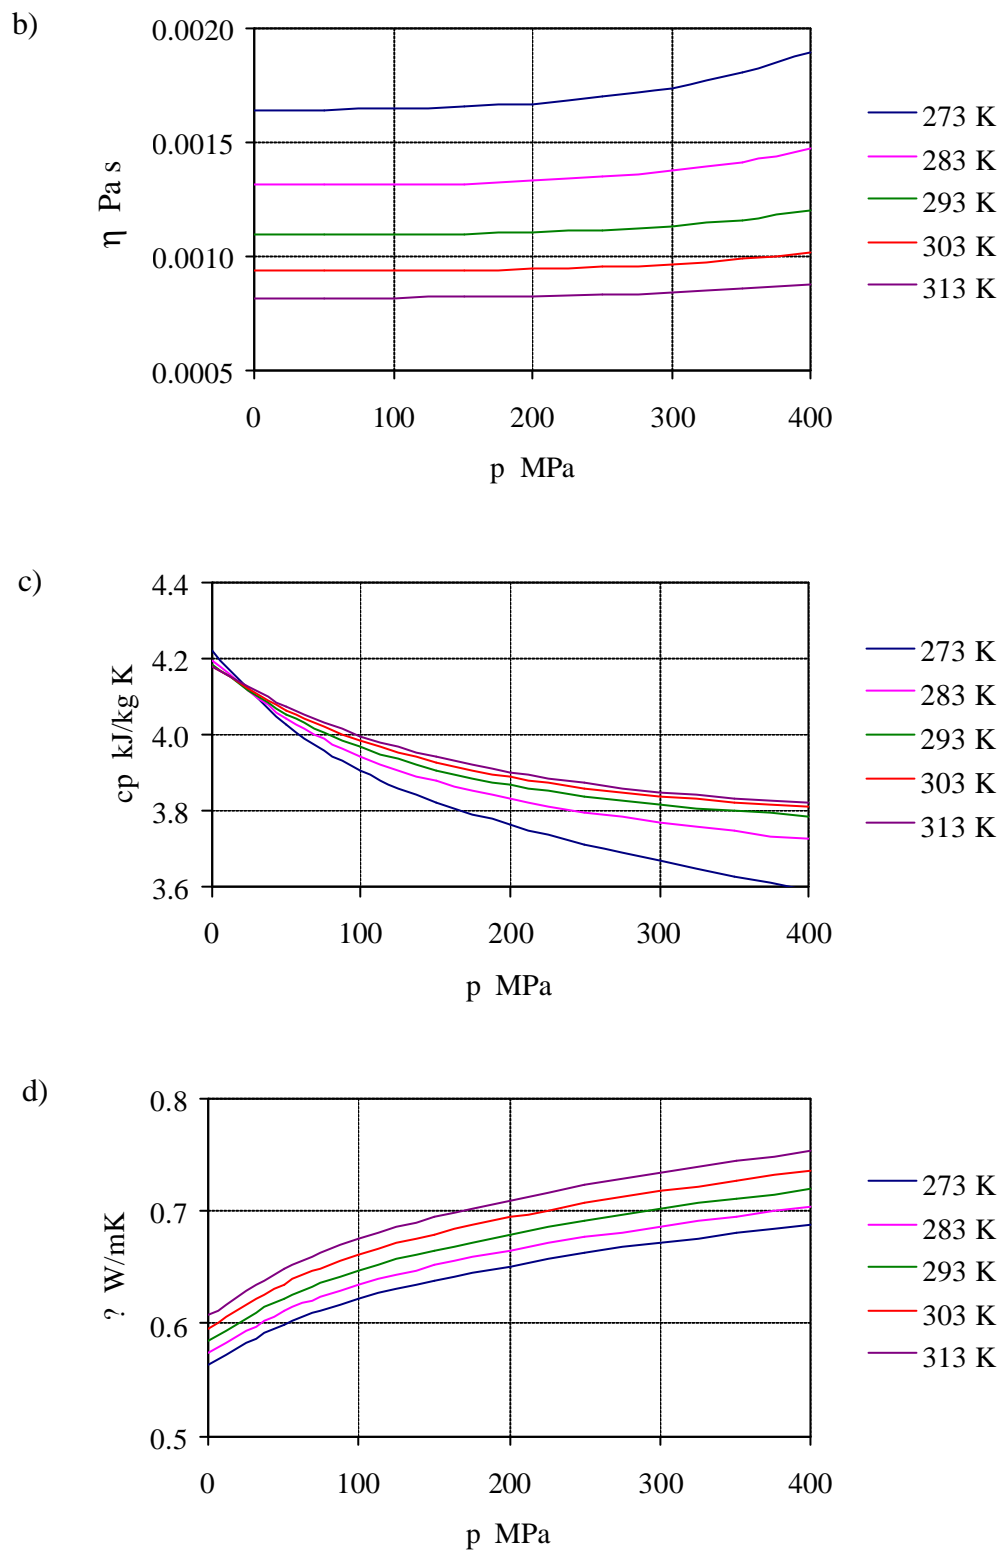 b)
0.0020
0.0015
0.0010
0.0005
η Pa s
0 100 200 300 400
p MPa
273 K
283 K
293 K
303 K
313 K
c)
4.4
4.2
4.0
3.8
3.6
cp kJ/kg K
0 100 200 300 400
p MPa
273 K
283 K
293 K
303 K
313 K
d)
0.8
0.7
0.6
0.5
? W/mK
0 100 200 300 400
p MPa
273 K
283 K
293 K
303 K
313 K